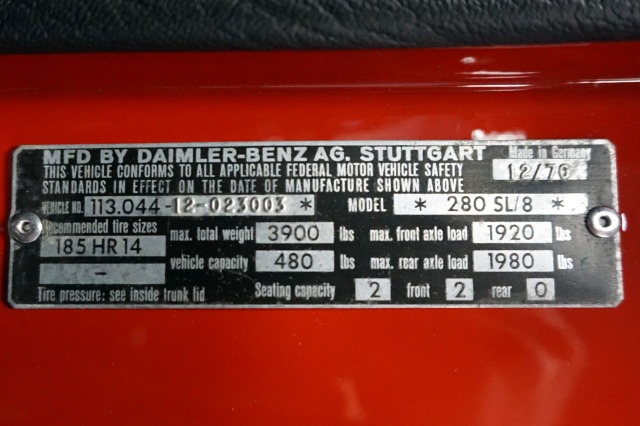 MFD BY DAIMLER-BENZ AG. STUTTGART Made in Germany
THIS VEHICLE CONFORMS TO ALL APPLICABLE FEDERAL MOTOR VEHICLE SAFETY 12/70
STANDARDS IN EFFECT ON THE DATE OF MANUFACTURE SHOWN ABOVE
VEHICLE NO. 113.044-12-023003 * MODEL * 280 SL/8 *
Recommended tire sizes
185 HR 14 max. total weight 3900 lbs max. front axle load 1920 lbs
– vehicle capacity 480 lbs max. rear axle load 1980 lbs
Tire pressure: see inside trunk lid Seating capacity 2 front 2 rear 0